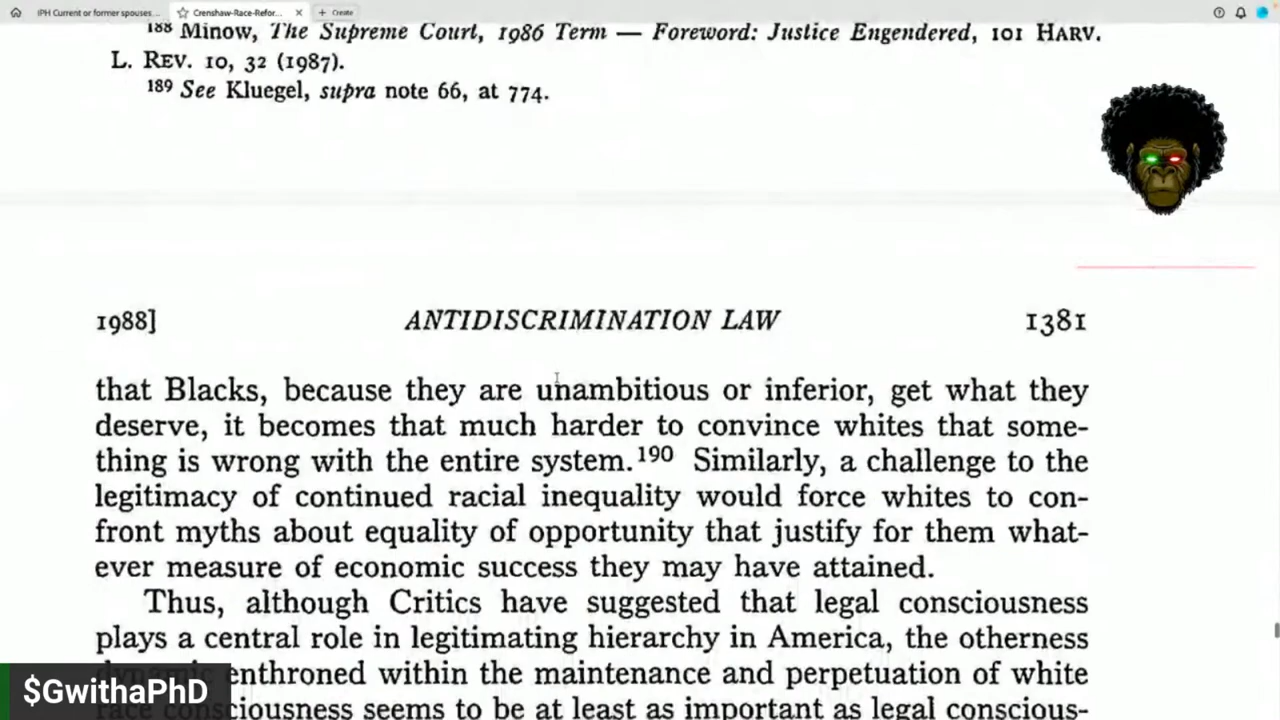 IPH Current or former spouses...
Crenshaw-Race-Refor...
+ Create
188 Minow, The Supreme Court, 1986 Term — Foreword: Justice Engendered, 101 HARV.
L. REV. 10, 32 (1987).
189 See Kluegel, supra note 66, at 774.
1988] ANTIDISCRIMINATION LAW 1381
that Blacks, because they are unambitious or inferior, get what they
deserve, it becomes that much harder to convince whites that some-
thing is wrong with the entire system.190 Similarly, a challenge to the
legitimacy of continued racial inequality would force whites to con-
front myths about equality of opportunity that justify for them what-
ever measure of economic success they may have attained.
Thus, although Critics have suggested that legal consciousness
plays a central role in legitimating hierarchy in America, the otherness
dynamic enthroned within the maintenance and perpetuation of white
race consciousness seems to be at least as important as legal conscious-
$GwithaPhD